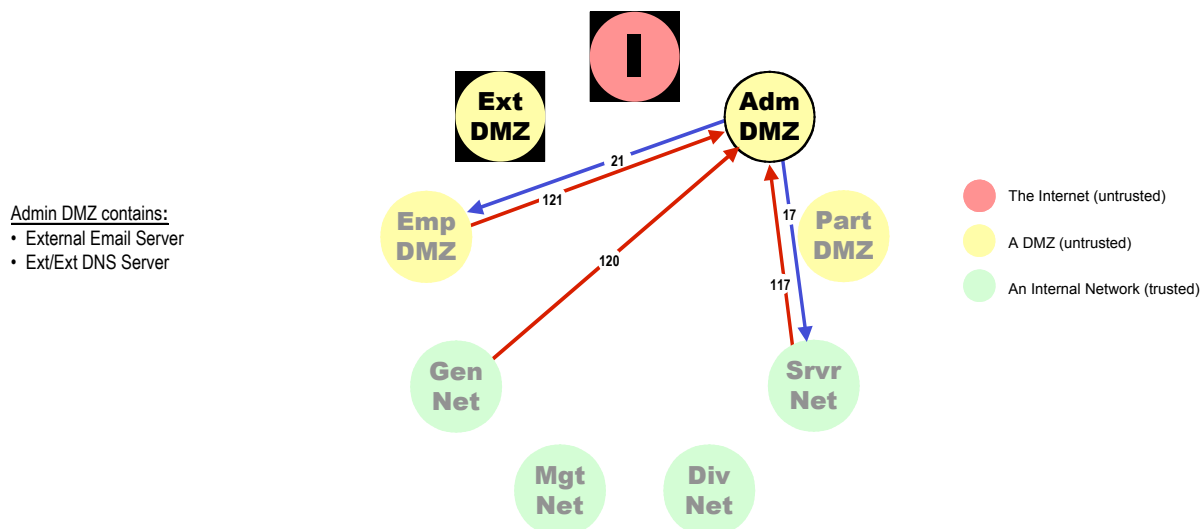 I
Ext
DMZ
Adm
DMZ
21
121
Emp
DMZ
17
Part
DMZ
120
117
Gen
Net
Srvr
Net
Mgt
Net
Div
Net
Admin DMZ contains:
• External Email Server
• Ext/Ext DNS Server
The Internet (untrusted)
A DMZ (untrusted)
An Internal Network (trusted)